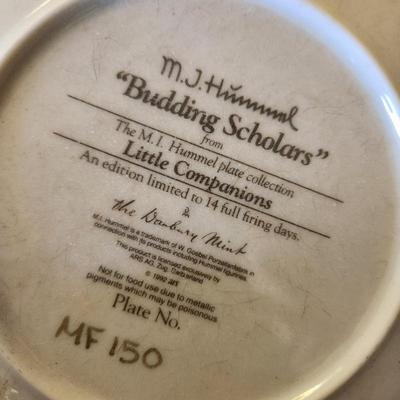 M.J. Hummel
"Budding Scholars"
from
The M. I. Hummel plate collection
Little Companions
An edition limited to 14 full firing days.
The Danbury Mint
M.I. Hummel is a trademark of W. Goebel Porzellanfabrik in
connection with its products including Hummel figurines.
This product is licensed exclusively by
ARS AG, Zug, Switzerland
© 1992 ars
Not for food use due to metallic
pigments which may be poisonous
Plate No.
MF 150